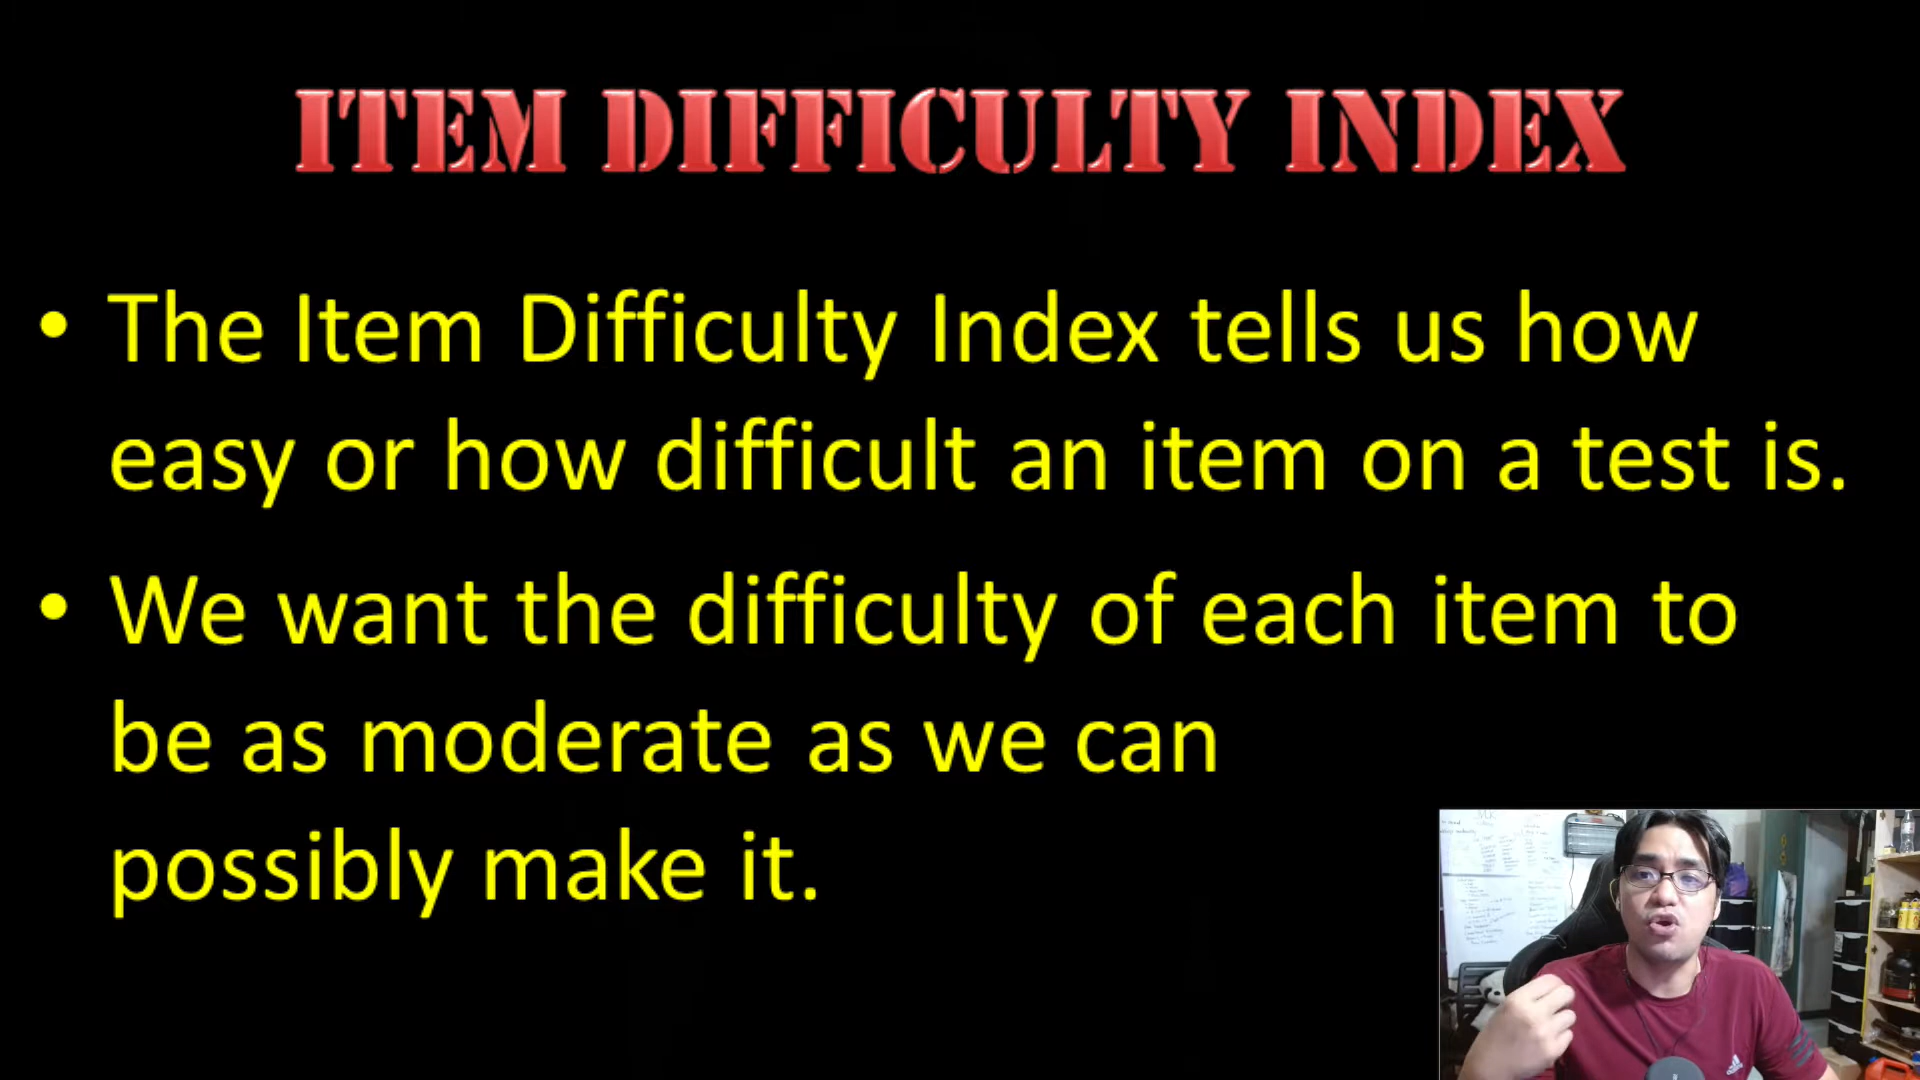 ITEM DIFFICULTY INDEX
• The Item Difficulty Index tells us how
easy or how difficult an item on a test is.
• We want the difficulty of each item to
be as moderate as we can
possibly make it.